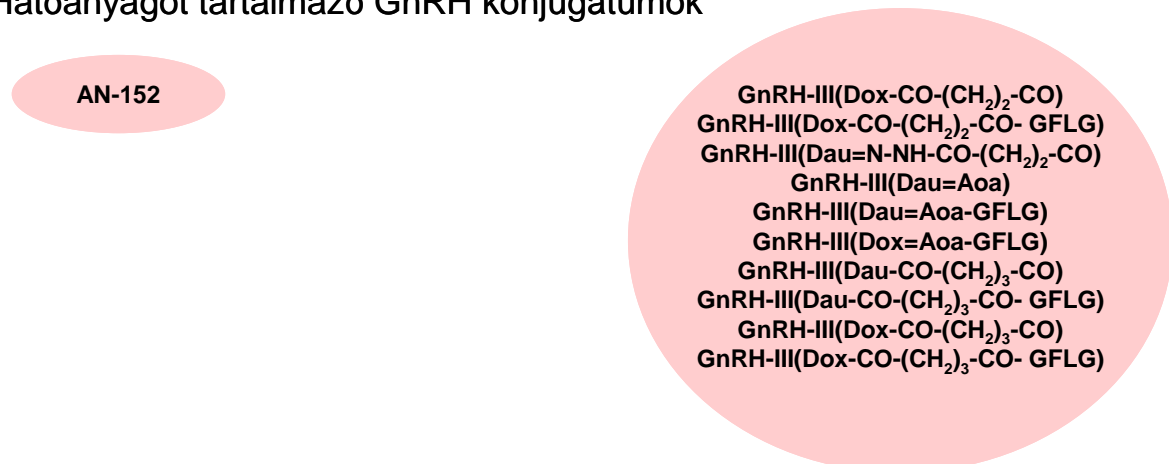 Hatóanyagot tartalmazó GnRH konjugátumok
AN-152
GnRH-III(Dox-CO-(CH₂)₂-CO)
GnRH-III(Dox-CO-(CH₂)₂-CO- GFLG)
GnRH-III(Dau=N-NH-CO-(CH₂)₂-CO)
GnRH-III(Dau=Aoa)
GnRH-III(Dau=Aoa-GFLG)
GnRH-III(Dox=Aoa-GFLG)
GnRH-III(Dau-CO-(CH₂)₃-CO)
GnRH-III(Dau-CO-(CH₂)₃-CO- GFLG)
GnRH-III(Dox-CO-(CH₂)₃-CO)
GnRH-III(Dox-CO-(CH₂)₃-CO- GFLG)